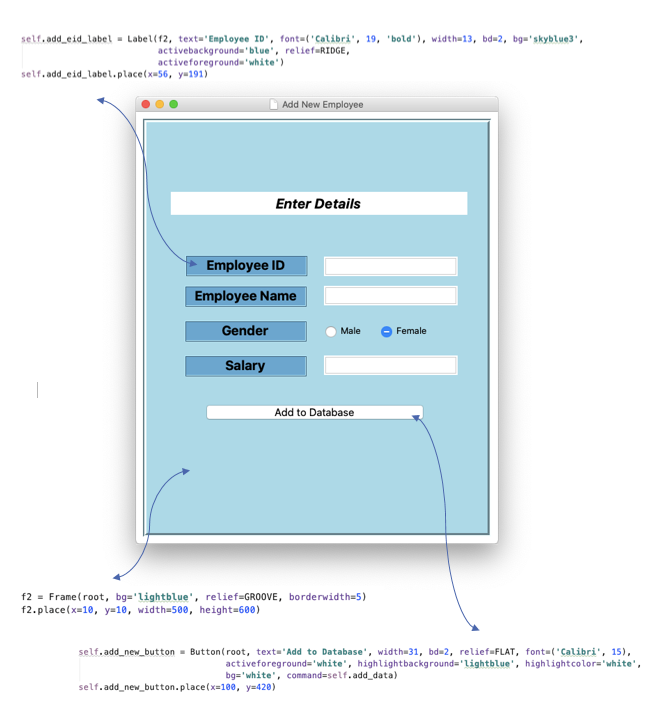 self.add_eid_label = Label(f2, text='Employee ID', font=('Calibri', 19, 'bold'), width=13, bd=2, bg='skyblue3',
activebackground='blue', relief=RIDGE,
activeforeground='white')
self.add_eid_label.place(x=56, y=191)
Add New Employee
Enter Details
Employee ID
Employee Name
Gender
Male
Female
Salary
Add to Database
f2 = Frame(root, bg='lightblue', relief=GROOVE, borderwidth=5)
f2.place(x=10, y=10, width=500, height=600)
self.add_new_button = Button(root, text='Add to Database', width=31, bd=2, relief=FLAT, font=('Calibri', 15),
activeforeground='white', highlightbackground='lightblue', highlightcolor='white',
bg='white', command=self.add_data)
self.add_new_button.place(x=100, y=420)